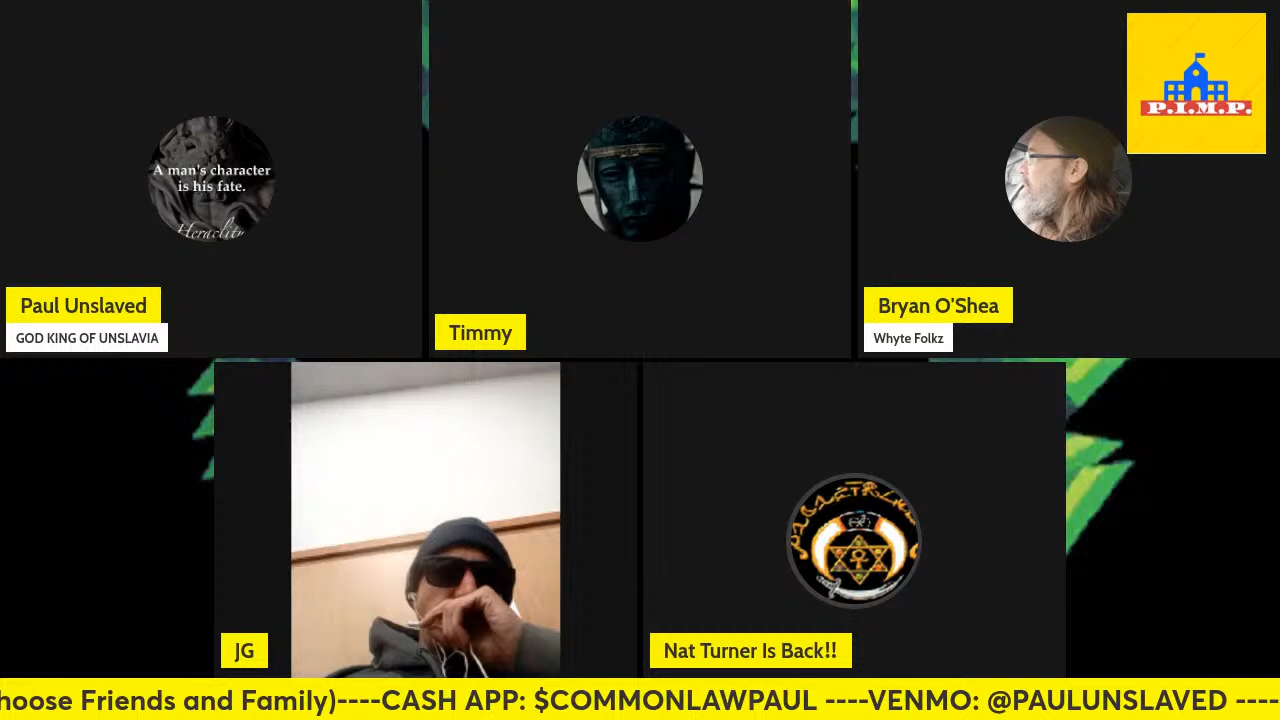 P.I.M.P.
A man's character
is his fate.
Paul Unslaved
GOD KING OF UNSLAVIA
Timmy
Bryan O'Shea
Whyte Folkz
JG
Nat Turner Is Back!!
hoose Friends and Family)----CASH APP: $COMMONLAWPAUL ----VENMO: @PAULUNSLAVED ----